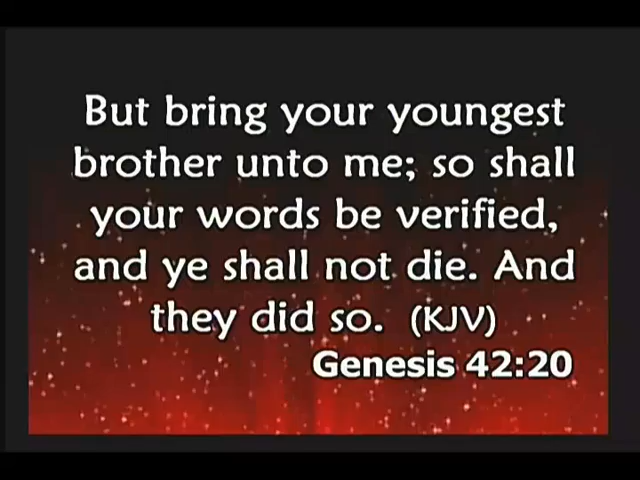 But bring your youngest
brother unto me; so shall
your words be verified,
and ye shall not die. And
they did so. (KJV)
Genesis 42:20